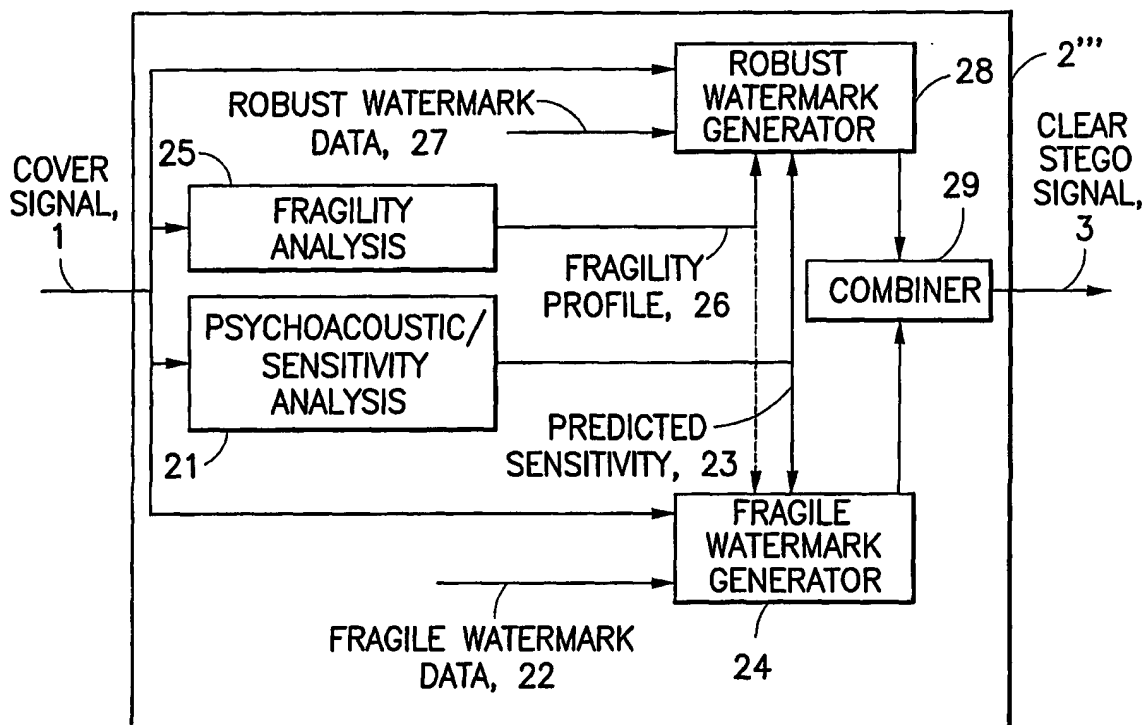 2'''
ROBUST
WATERMARK
GENERATOR
28
ROBUST WATERMARK
DATA, 27
CLEAR
STEGO
SIGNAL,
3
COVER
SIGNAL,
1
25
FRAGILITY
ANALYSIS
29
FRAGILITY
PROFILE, 26
COMBINER
PSYCHOACOUSTIC/
SENSITIVITY
ANALYSIS
21
PREDICTED
SENSITIVITY, 23
FRAGILE
WATERMARK
GENERATOR
24
FRAGILE WATERMARK
DATA, 22